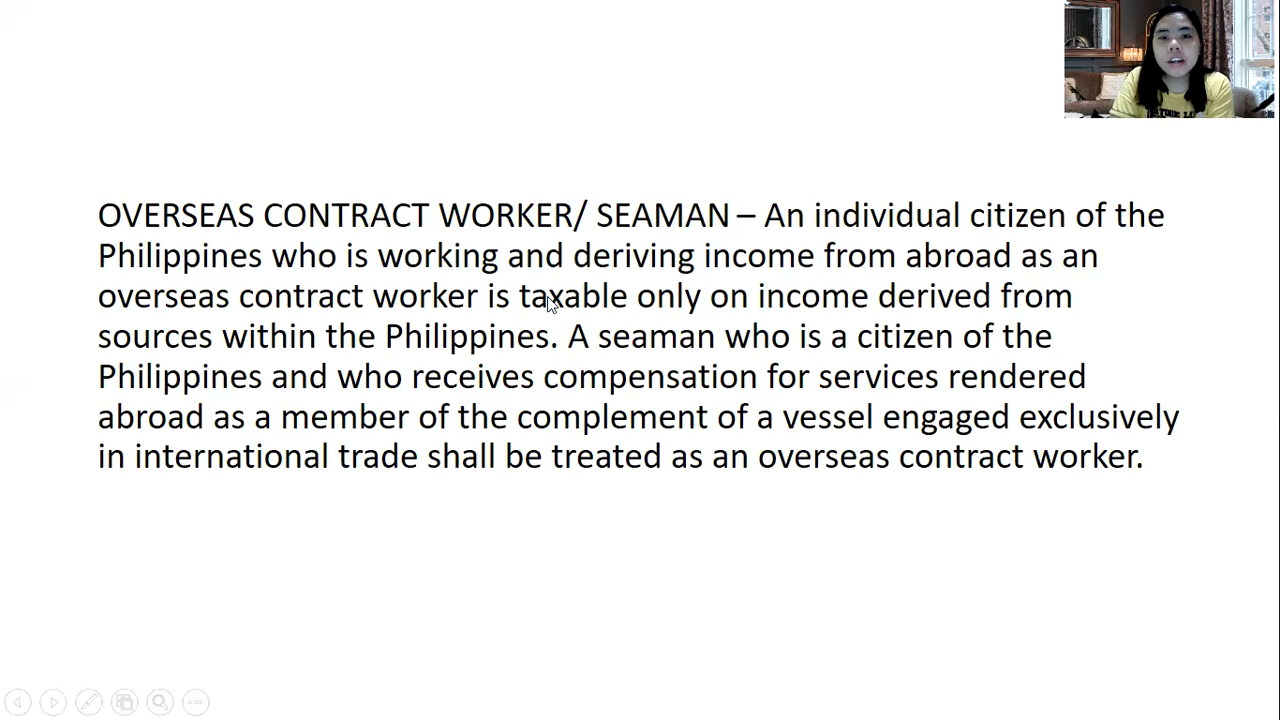 OVERSEAS CONTRACT WORKER/ SEAMAN – An individual citizen of the
Philippines who is working and deriving income from abroad as an
overseas contract worker is taxable only on income derived from
sources within the Philippines. A seaman who is a citizen of the
Philippines and who receives compensation for services rendered
abroad as a member of the complement of a vessel engaged exclusively
in international trade shall be treated as an overseas contract worker.